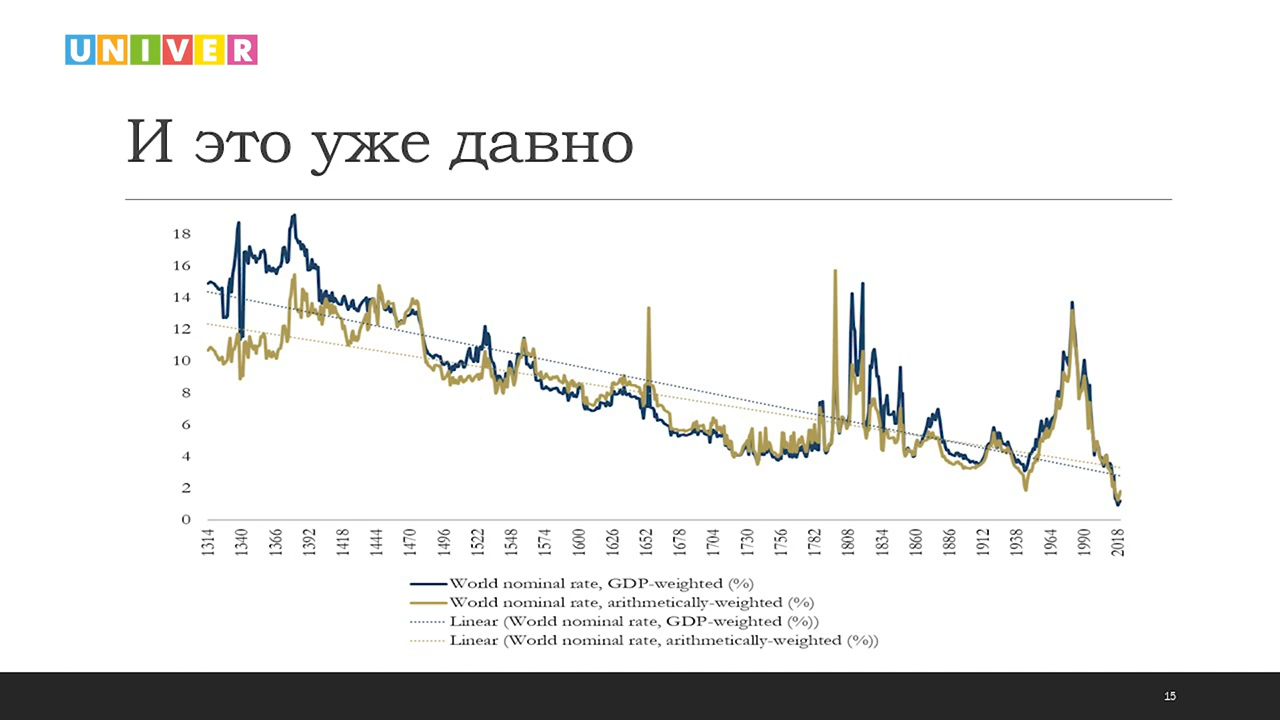 UNIVER
И это уже давно
18
16
14
12
10
8
6
4
2
0
1314 1340 1366 1392 1418 1444 1470 1496 1522 1548 1574 1600 1626 1652 1678 1704 1730 1756 1782 1808 1834 1860 1886 1912 1938 1964 1990 2018
World nominal rate, GDP-weighted (%)
World nominal rate, arithmetically-weighted (%)
Linear (World nominal rate, GDP-weighted (%))
Linear (World nominal rate, arithmetically-weighted (%))
15